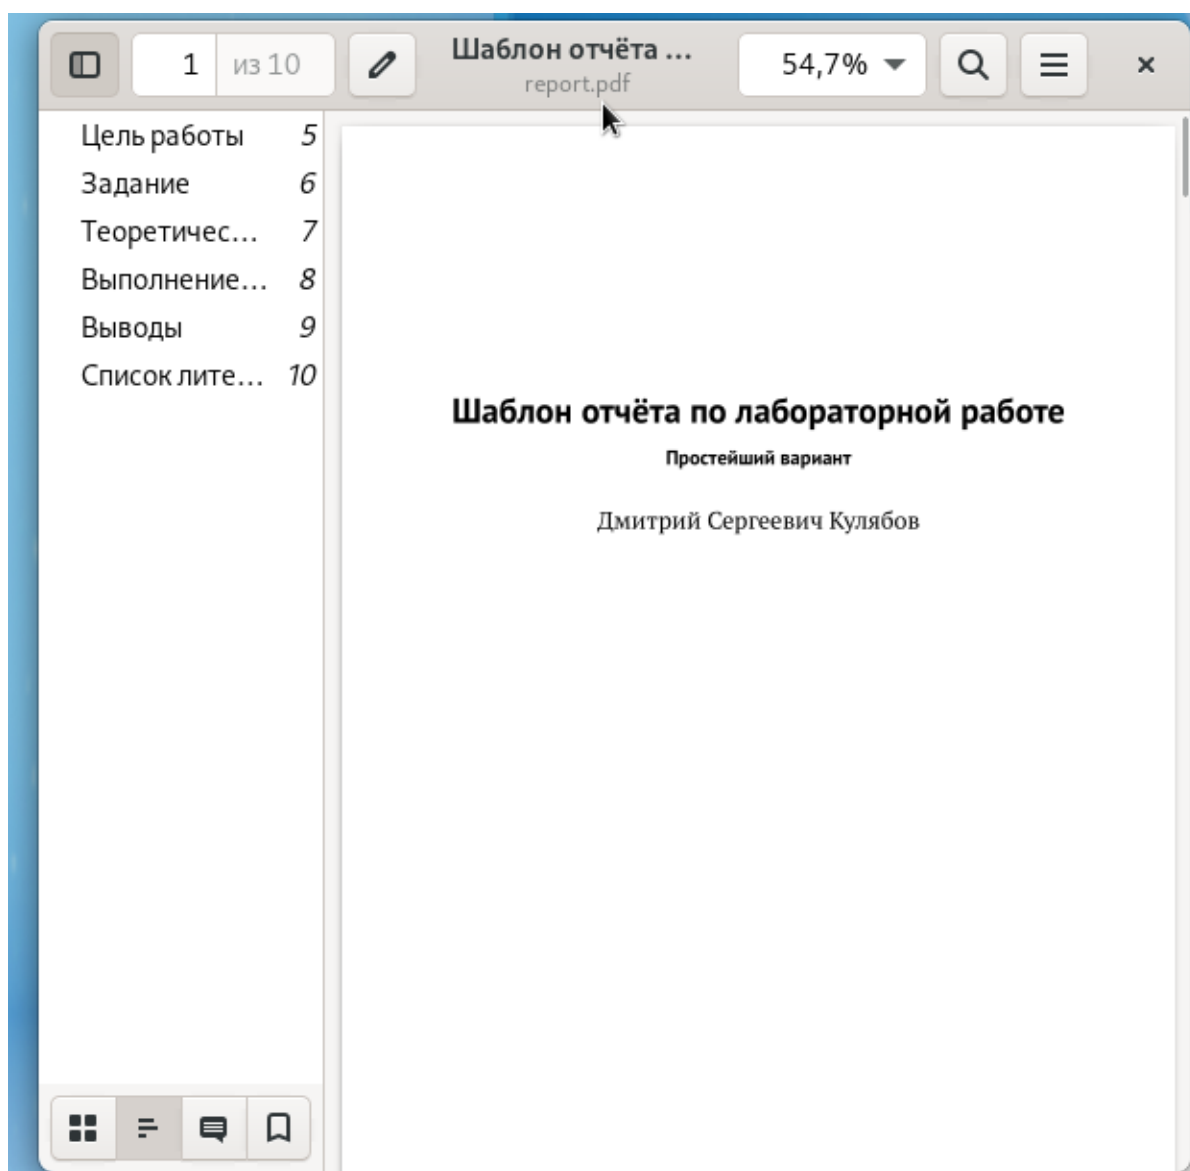 1 из 10 Шаблон отчёта ... 54,7%
report.pdf
Цель работы 5
Задание 6
Теоретичес... 7
Выполнение... 8
Выводы 9
Список лите... 10
Шаблон отчёта по лабораторной работе
Простейший вариант
Дмитрий Сергеевич Кулябов